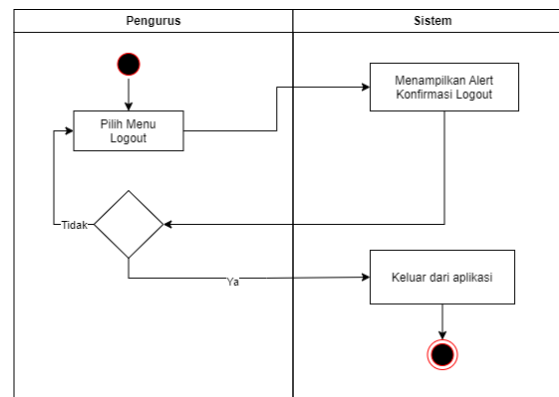 Pengurus
Sistem
Menampilkan Alert
Konfirmasi Logout
Pilih Menu
Logout
Tidak
Ya
Keluar dari aplikasi